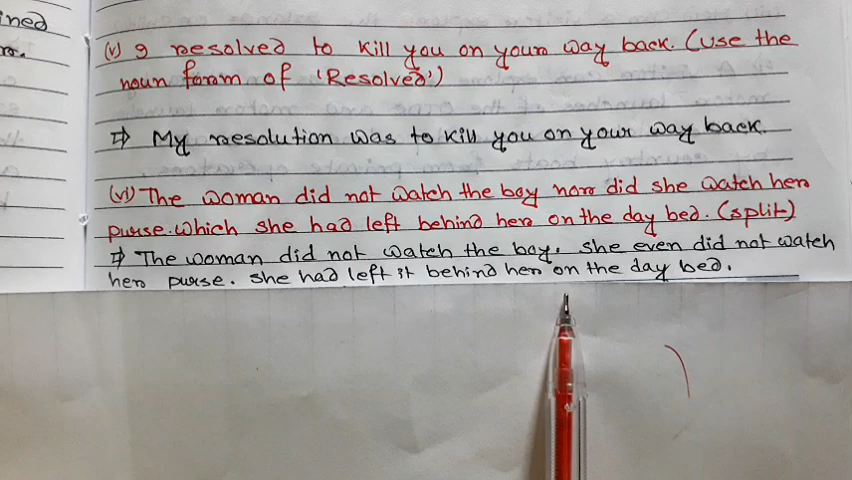 ined
ro.
(v) I resolved to kill you on your way back. (use the
noun form of 'Resolved')
⇒ My resolution was to kill you on your way back.
(vi) The woman did not watch the boy nor did she watch her
purse.which she had left behind her on the day bed. (split)
⇒ The woman did not watch the boy. She even did not watch
her purse. She had left it behind her on the day bed.